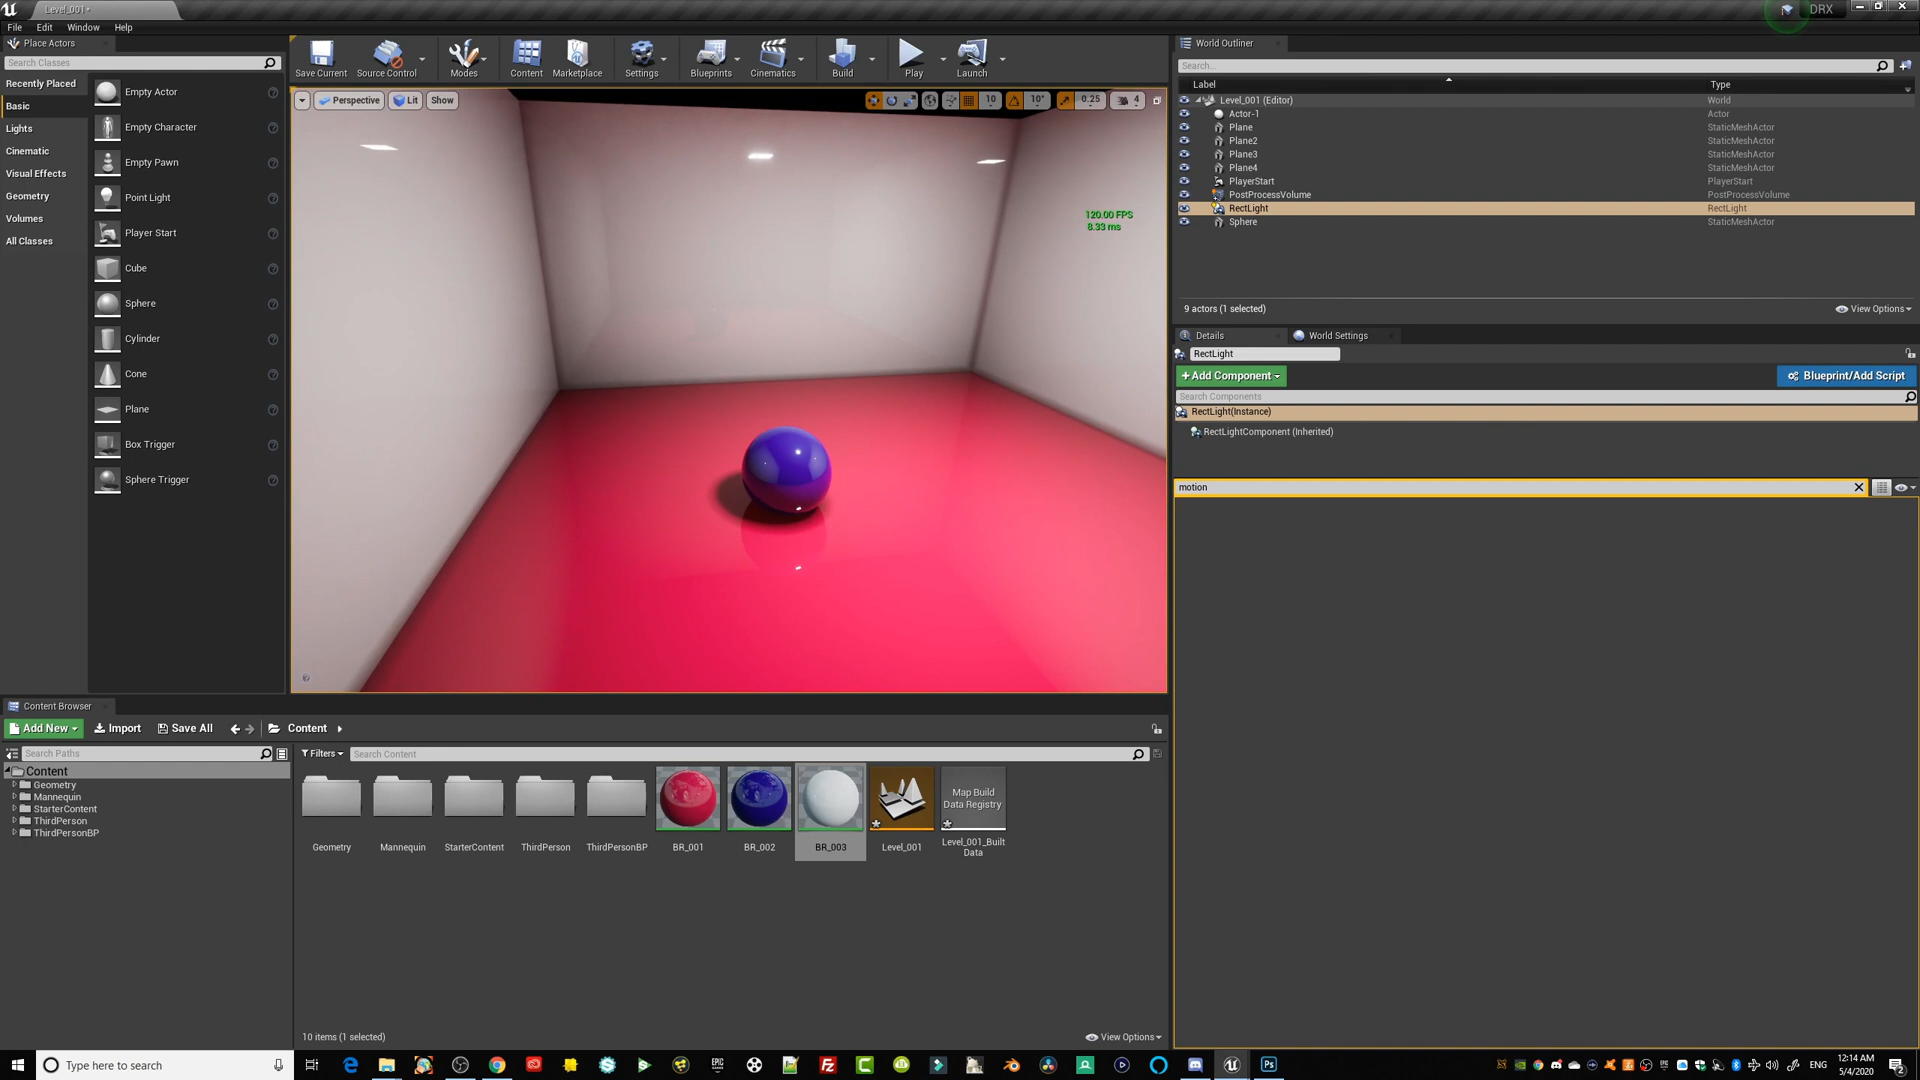 Level_001*
DRX
File Edit Window Help
Place Actors
Search Classes
Recently Placed
Basic
Lights
Cinematic
Visual Effects
Geometry
Volumes
All Classes
Empty Actor
Empty Character
Empty Pawn
Point Light
Player Start
Cube
Sphere
Cylinder
Cone
Plane
Box Trigger
Sphere Trigger
Save Current
Source Control
Modes
Content
Marketplace
Settings
Blueprints
Cinematics
Build
Play
Launch
Perspective Lit Show
10 10° 0.25 4
120.00 FPS
8.33 ms
World Outliner
Search...
Label Type
Level_001 (Editor) World
Actor-1 Actor
Plane StaticMeshActor
Plane2 StaticMeshActor
Plane3 StaticMeshActor
Plane4 StaticMeshActor
PlayerStart PlayerStart
PostProcessVolume PostProcessVolume
RectLight RectLight
Sphere StaticMeshActor
9 actors (1 selected) View Options
Details World Settings
RectLight
+Add Component Blueprint/Add Script
Search Components
RectLight(Instance)
RectLightComponent (Inherited)
motion
Content Browser
Add New Import Save All Content
Search Paths
Content
Geometry
Mannequin
StarterContent
ThirdPerson
ThirdPersonBP
Filters Search Content
Map Build
Data Registry
Geometry Mannequin StarterContent ThirdPerson ThirdPersonBP BR_001 BR_002 BR_003 Level_001 Level_001_Built
Data
10 items (1 selected) View Options
Type here to search
EPIC
GAMES
Ps
ENG
12:14 AM
5/4/2020
2